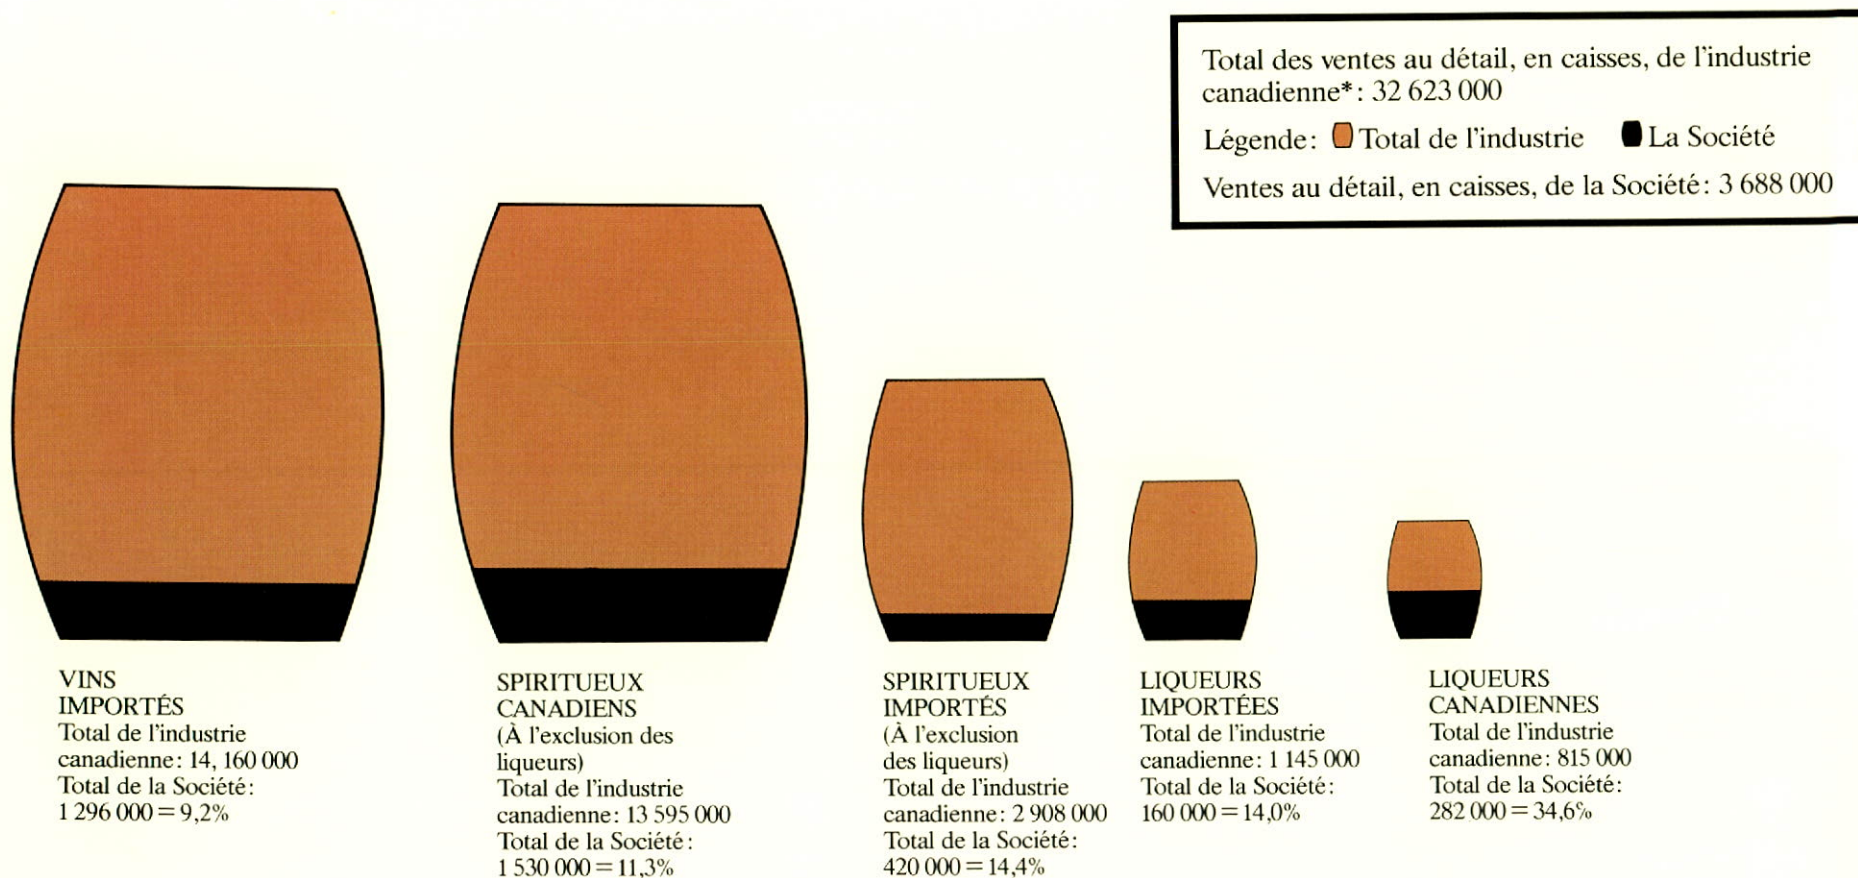 Total des ventes au détail, en caisses, de l'industrie
canadienne*: 32 623 000
Légende: Total de l'industrie La Société
Ventes au détail, en caisses, de la Société: 3 688 000
VINS
IMPORTÉS
Total de l'industrie
canadienne: 14, 160 000
Total de la Société:
1 296 000 = 9,2%
SPIRITUEUX
CANADIENS
(À l'exclusion des
liqueurs)
Total de l'industrie
canadienne: 13 595 000
Total de la Société:
1 530 000 = 11,3%
SPIRITUEUX
IMPORTÉS
(À l'exclusion
des liqueurs)
Total de l'industrie
canadienne: 2 908 000
Total de la Société:
420 000 = 14,4%
LIQUEURS
IMPORTÉES
Total de l'industrie
canadienne: 1 145 000
Total de la Société:
160 000 = 14,0%
LIQUEURS
CANADIENNES
Total de l'industrie
canadienne: 815 000
Total de la Société:
282 000 = 34,6%